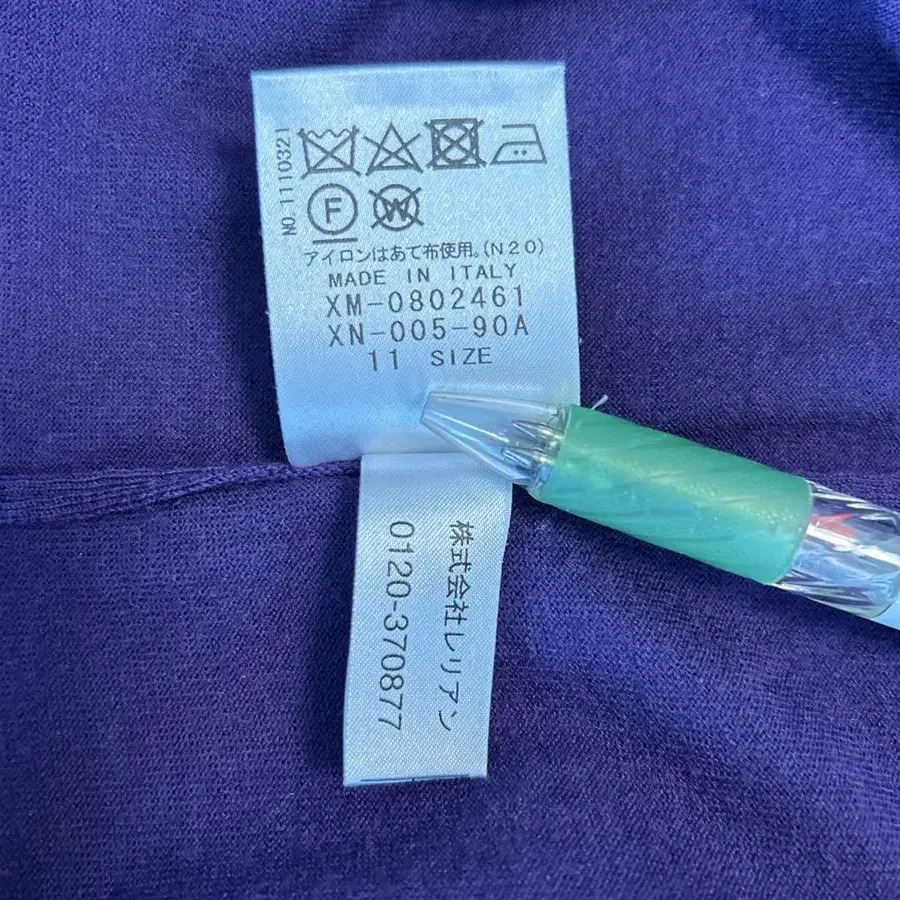 NO.1110321
F
W
アイロンはあて布使用。(N20)
MADE IN ITALY
XM-0802461
XN-005-90A
11 SIZE
株式会社レリアン
0120-370877